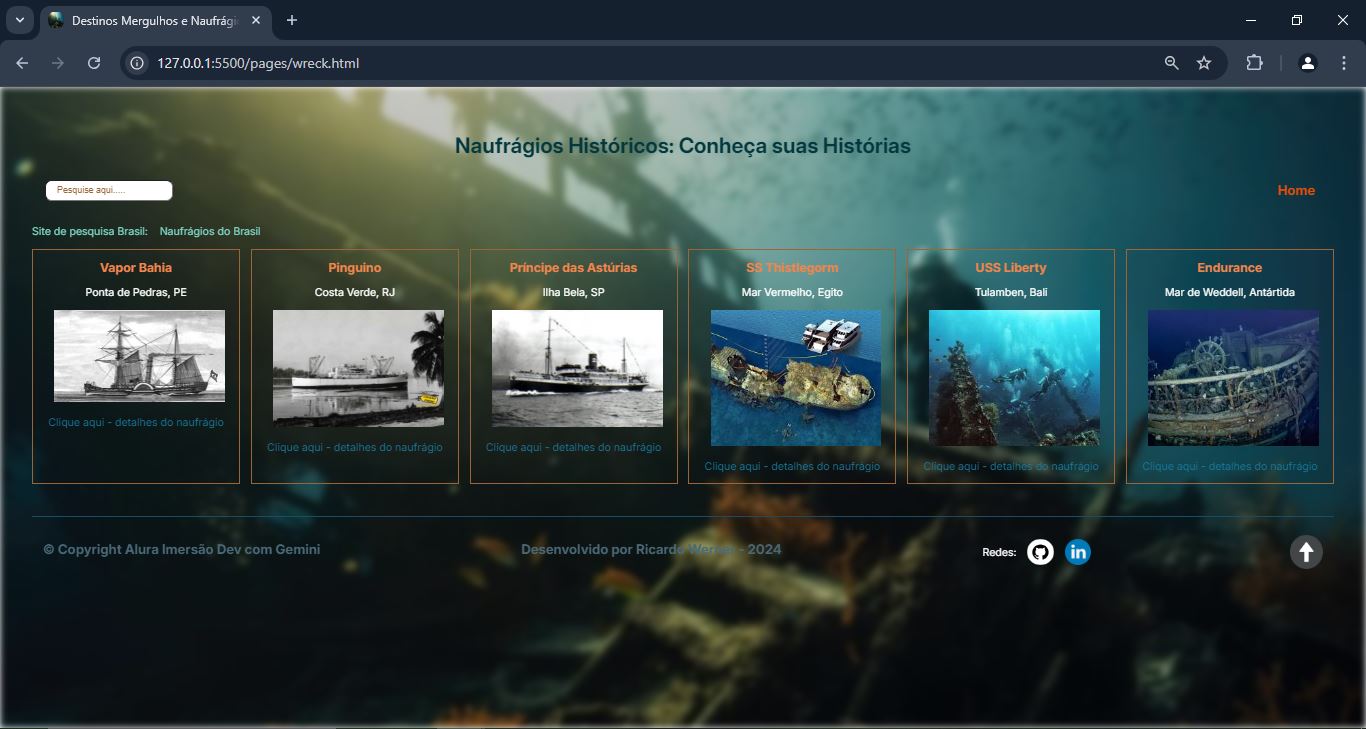 Destinos Mergulhos e Naufrági
127.0.0.1:5500/pages/wreck.html
Naufrágios Históricos: Conheça suas Histórias
Pesquise aqui.....
Home
Site de pesquisa Brasil: Naufrágios do Brasil
Vapor Bahia
Ponta de Pedras, PE
Clique aqui - detalhes do naufrágio
Pinguino
Costa Verde, RJ
Clique aqui - detalhes do naufrágio
Príncipe das Astúrias
Ilha Bela, SP
Clique aqui - detalhes do naufrágio
SS Thistlegorm
Mar Vermelho, Egito
Clique aqui - detalhes do naufrágio
USS Liberty
Tulamben, Bali
Clique aqui - detalhes do naufrágio
Endurance
Mar de Weddell, Antártida
Clique aqui - detalhes do naufrágio
© Copyright Alura Imersão Dev com Gemini
Desenvolvido por Ricardo Werner - 2024
Redes:
in